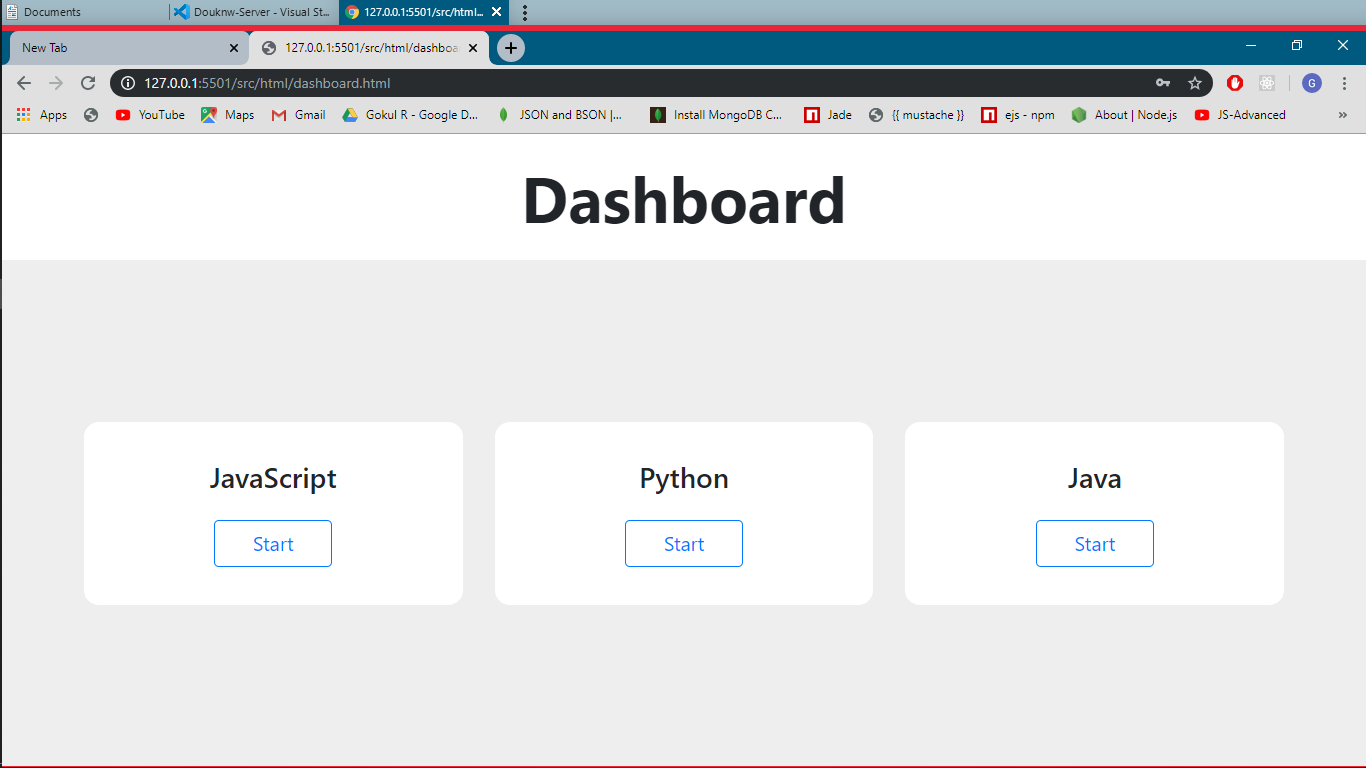 Documents Douknw-Server - Visual St... 127.0.0.1:5501/src/html...
New Tab 127.0.0.1:5501/src/html/dashboa
127.0.0.1:5501/src/html/dashboard.html G
Apps YouTube Maps Gmail Gokul R - Google D... JSON and BSON |... Install MongoDB C... Jade {{ mustache }} ejs - npm About | Node.js JS-Advanced »
Dashboard
JavaScript Python Java
Start Start Start